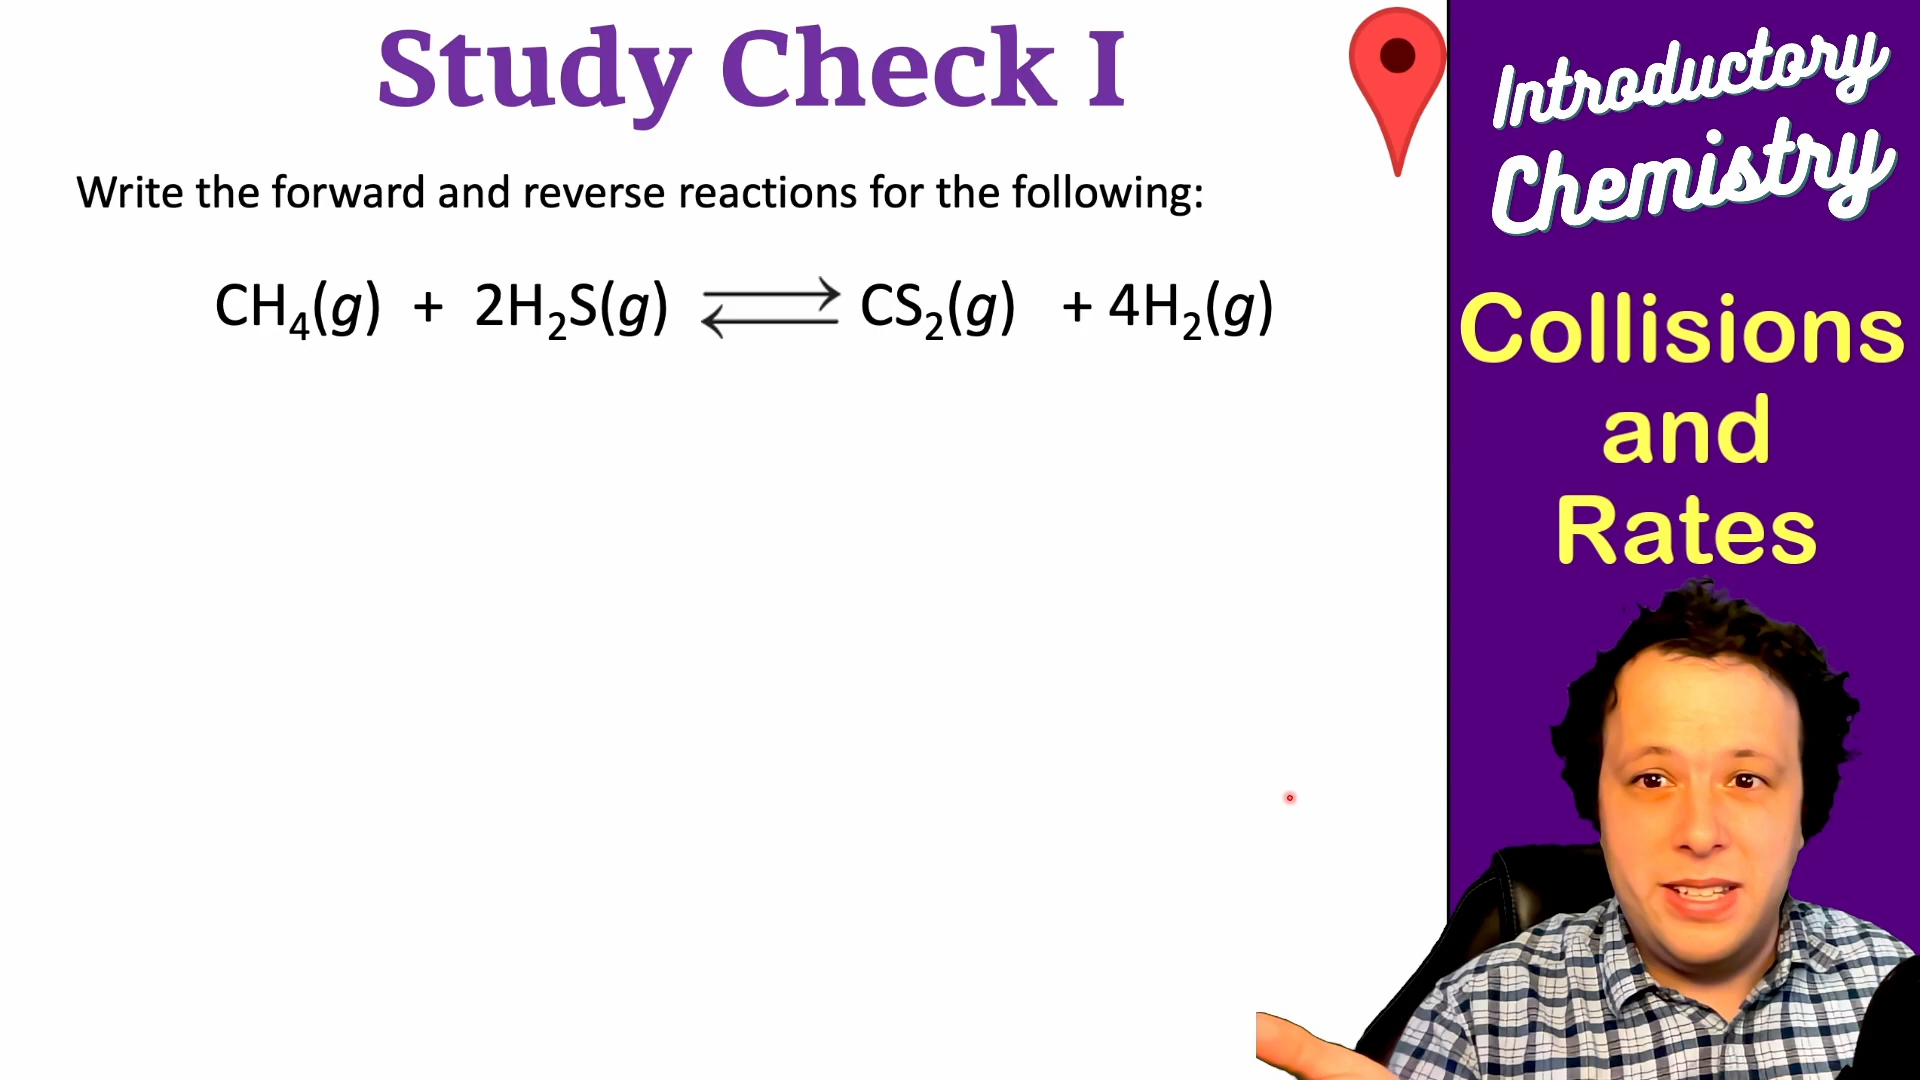 Study Check I
Write the forward and reverse reactions for the following:
CH₄(g) + 2H₂S(g) ⇌ CS₂(g) + 4H₂(g)
Introductory
Chemistry
Collisions
and
Rates